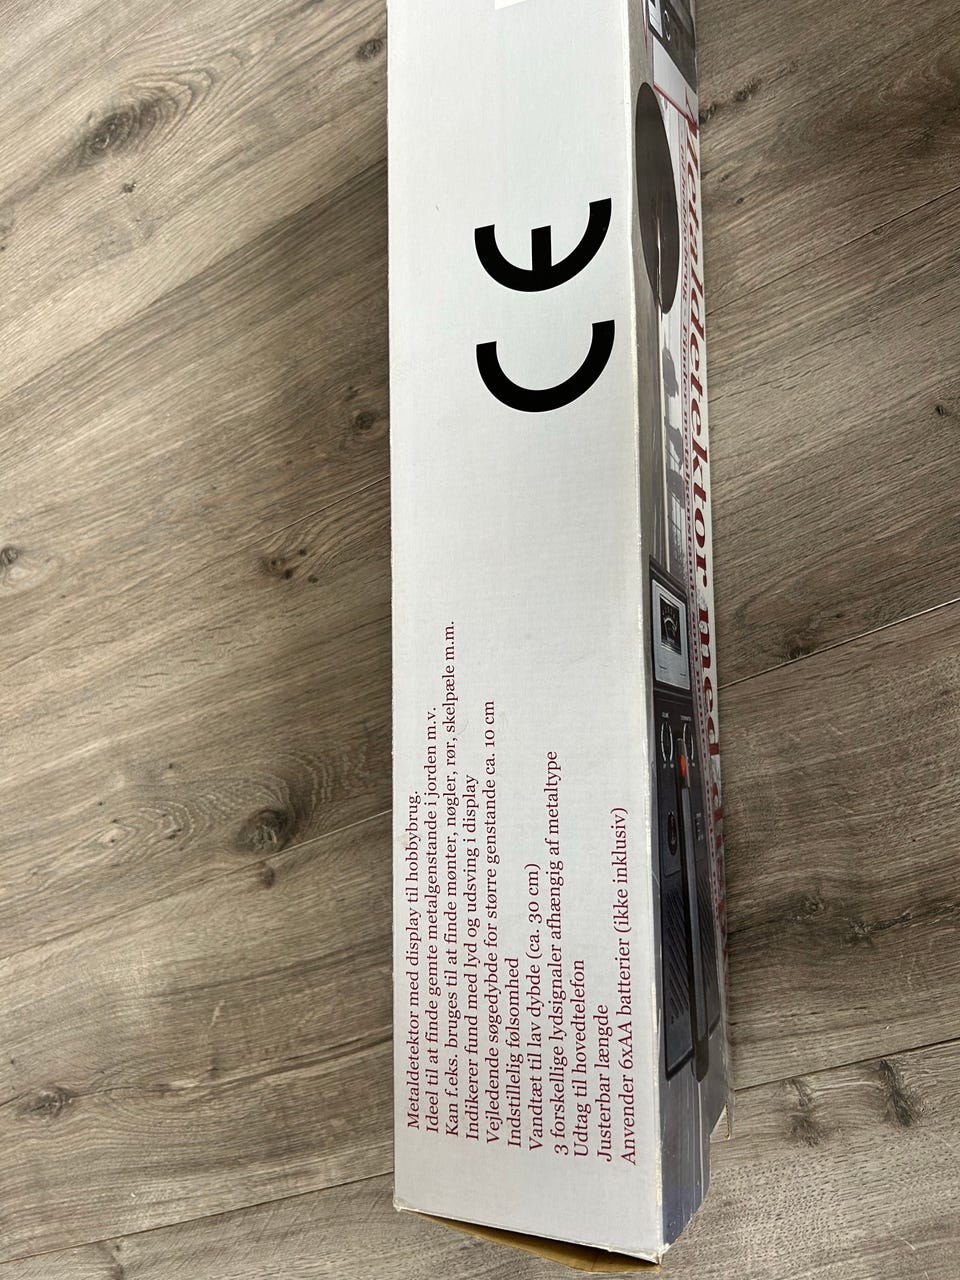 Metaldetektor med display til hobbybrug.
Ideel til at finde gemte metalgenstande i jorden m.v.
Kan f.eks. bruges til at finde mønter, nøgler, rør, skelpæle m.m.
Indikerer fund med lyd og udsving i display
Vejledende søgedybde for større genstande ca. 10 cm
Indstillelig følsomhed
Vandtæt til lav dybde (ca. 30 cm)
3 forskellige lydsignaler afhængig af metaltype
Udtag til hovedtelefon
Justerbar længde
Anvender 6xAA batterier (ikke inklusiv)
CE
Metaldetektor med